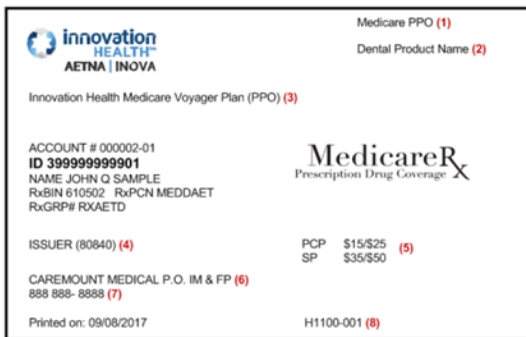 innovation
HEALTH℠
AETNA | INOVA
Medicare PPO (1)
Dental Product Name (2)
Innovation Health Medicare Voyager Plan (PPO) (3)
ACCOUNT # 000002-01
ID 399999999901
NAME JOHN Q SAMPLE
RxBIN 610502 RxPCN MEDDAET
RxGRP# RXAETD
MedicareRx
Prescription Drug Coverage
ISSUER (80840) (4)
PCP $15/$25 (5)
SP $35/$50
CAREMOUNT MEDICAL P.O. IM & FP (6)
888 888- 8888 (7)
Printed on: 09/08/2017
H1100-001 (8)